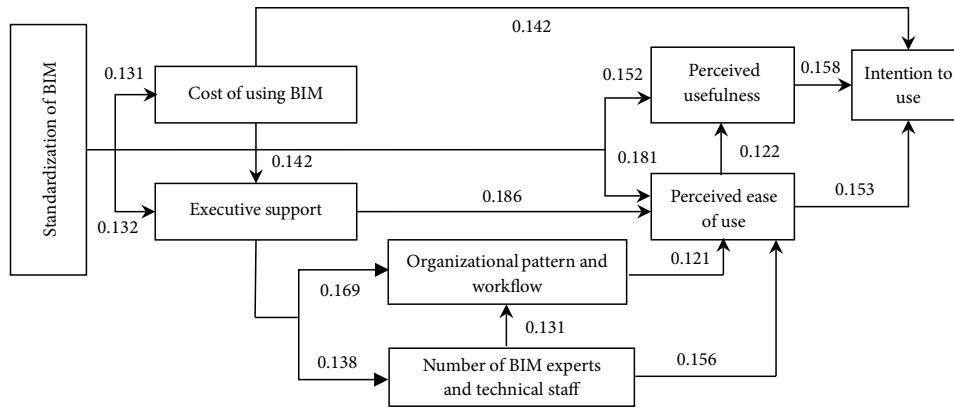 0.142
Standardization of BIM
0.131
Cost of using BIM
0.152
Perceived
usefulness
0.158
Intention to
use
0.142
0.181
0.122
0.132
Executive support
0.186
Perceived ease
of use
0.153
0.169
Organizational pattern and
workflow
0.121
0.131
0.138
Number of BIM experts
and technical staff
0.156